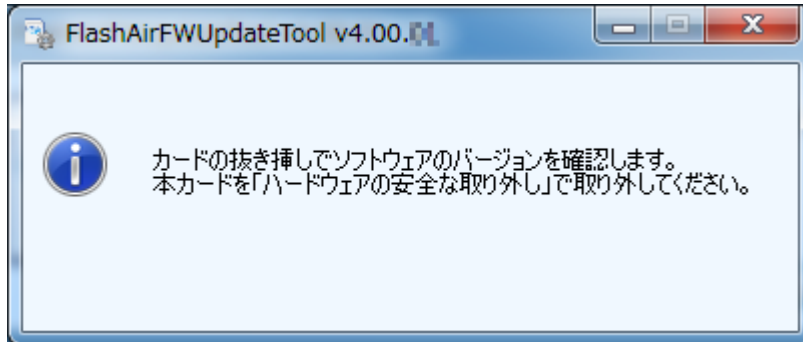 FlashAirFWUpdateTool v4.00.
カードの抜き挿しでソフトウェアのバージョンを確認します。
本カードを「ハードウェアの安全な取り外し」で取り外してください。